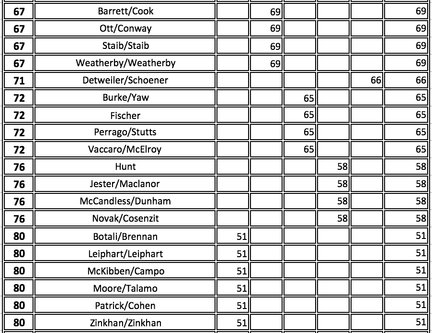 67 Barrett/Cook 69 69
67 Ott/Conway 69 69
67 Staib/Staib 69 69
67 Weatherby/Weatherby 69 69
71 Detweiler/Schoener 66 66
72 Burke/Yaw 65 65
72 Fischer 65 65
72 Perrago/Stutts 65 65
72 Vaccaro/McElroy 65 65
76 Hunt 58 58
76 Jester/Maclanor 58 58
76 McCandless/Dunham 58 58
76 Novak/Cosenzit 58 58
80 Botali/Brennan 51 51
80 Leiphart/Leiphart 51 51
80 McKibben/Campo 51 51
80 Moore/Talamo 51 51
80 Patrick/Cohen 51 51
80 Zinkhan/Zinkhan 51 51